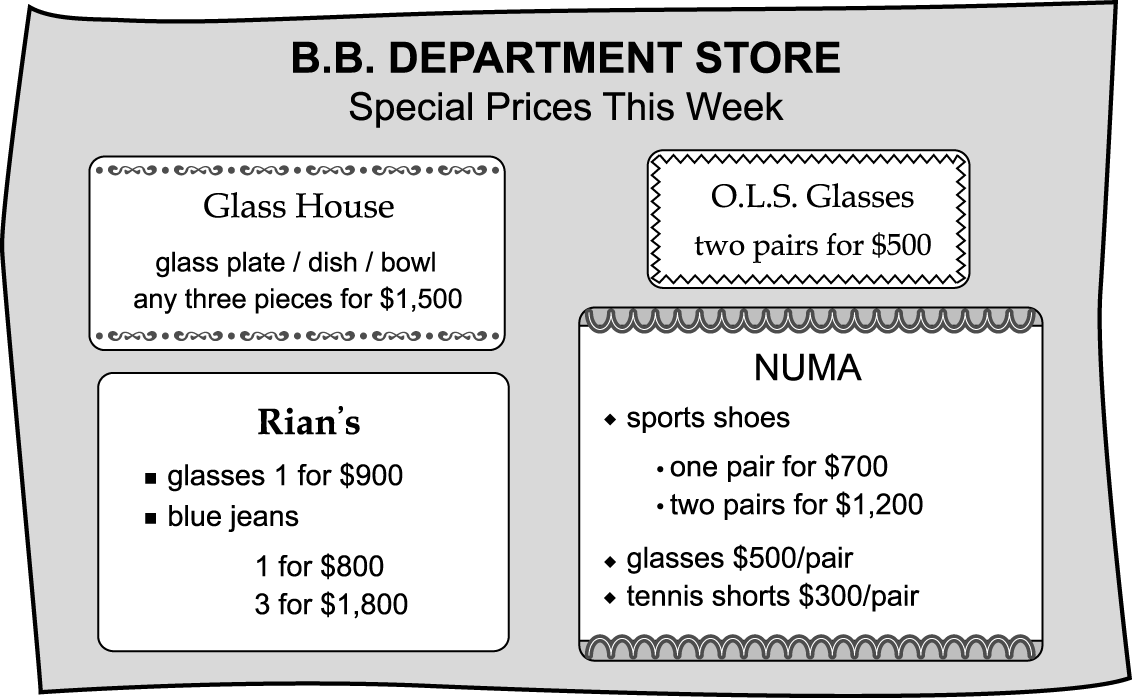 B.B. DEPARTMENT STORE
Special Prices This Week
Glass House
glass plate / dish / bowl
any three pieces for $1,500
O.L.S. Glasses
two pairs for $500
Rian's
▪ glasses 1 for $900
▪ blue jeans
1 for $800
3 for $1,800
NUMA
⬥ sports shoes
• one pair for $700
• two pairs for $1,200
⬥ glasses $500/pair
⬥ tennis shorts $300/pair